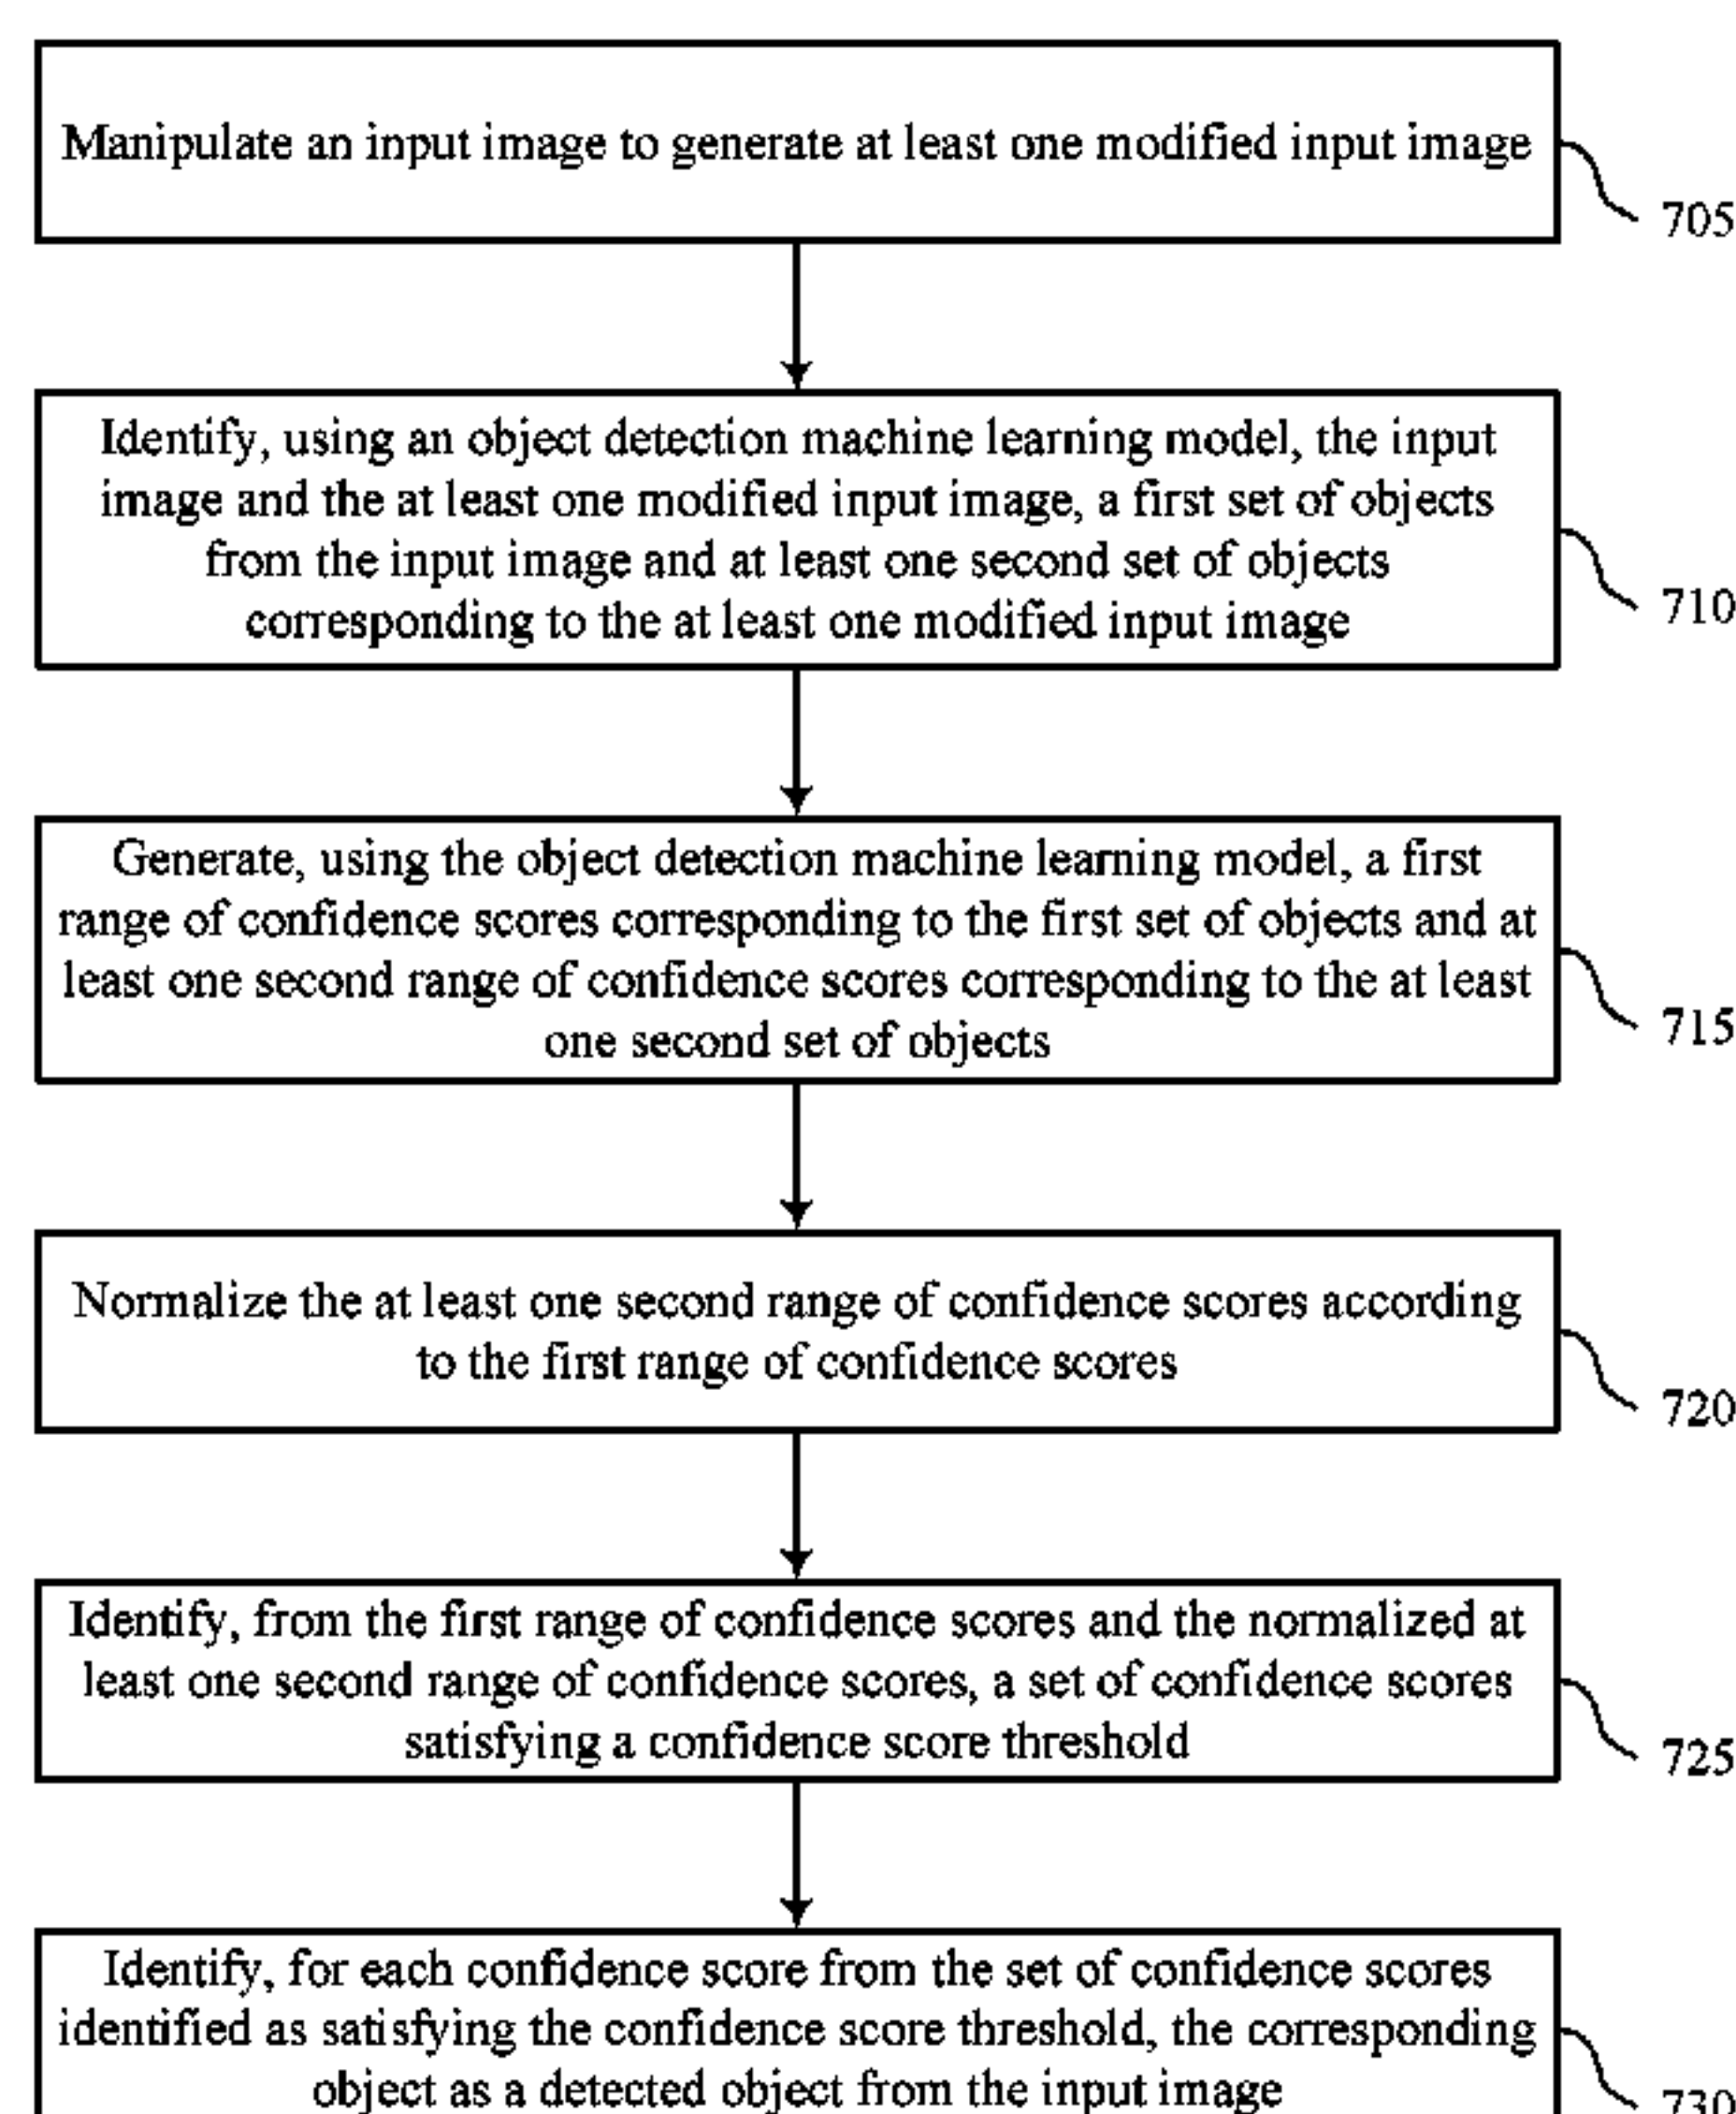 Manipulate an input image to generate at least one modified input image
705
Identify, using an object detection machine learning model, the input
image and the at least one modified input image, a first set of objects
from the input image and at least one second set of objects
corresponding to the at least one modified input image
710
Generate, using the object detection machine learning model, a first
range of confidence scores corresponding to the first set of objects and at
least one second range of confidence scores corresponding to the at least
one second set of objects
715
Normalize the at least one second range of confidence scores according
to the first range of confidence scores
720
Identify, from the first range of confidence scores and the normalized at
least one second range of confidence scores, a set of confidence scores
satisfying a confidence score threshold
725
Identify, for each confidence score from the set of confidence scores
identified as satisfying the confidence score threshold, the corresponding
object as a detected object from the input image
730